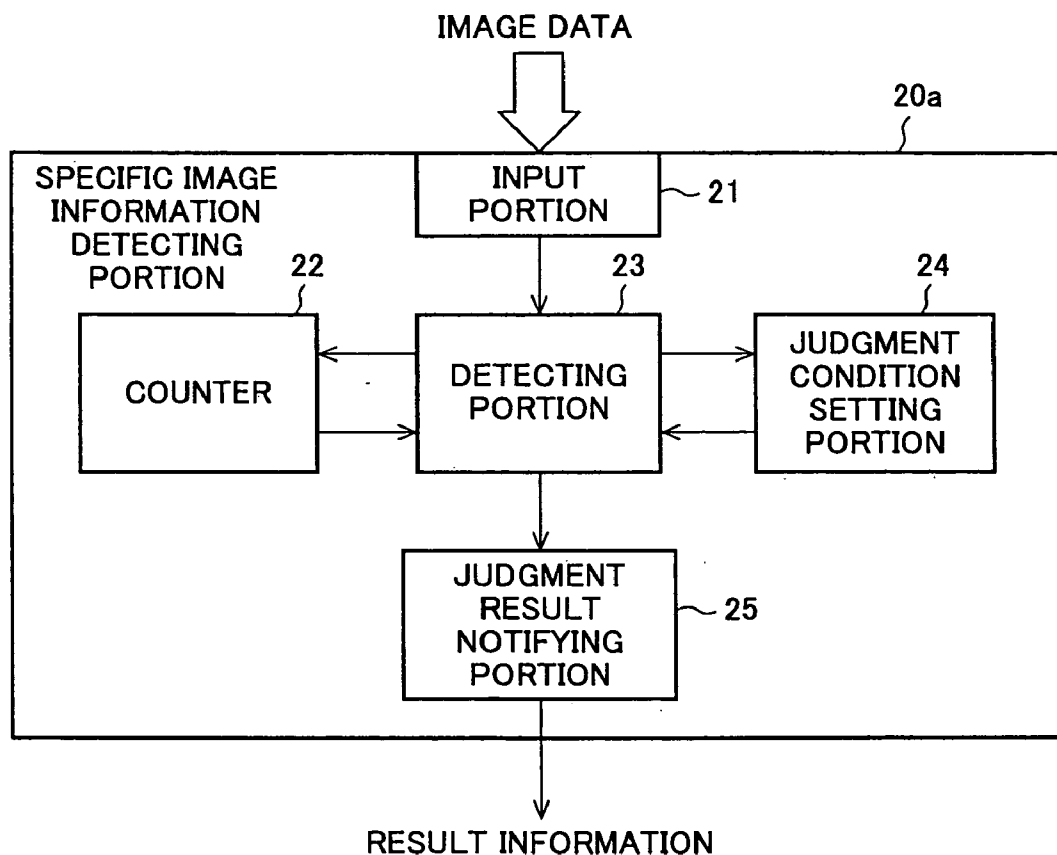 IMAGE DATA
20a
SPECIFIC IMAGE
INFORMATION
DETECTING
PORTION
INPUT
PORTION
21
22
23
24
COUNTER
DETECTING
PORTION
JUDGMENT
CONDITION
SETTING
PORTION
JUDGMENT
RESULT
NOTIFYING
PORTION
25
RESULT INFORMATION